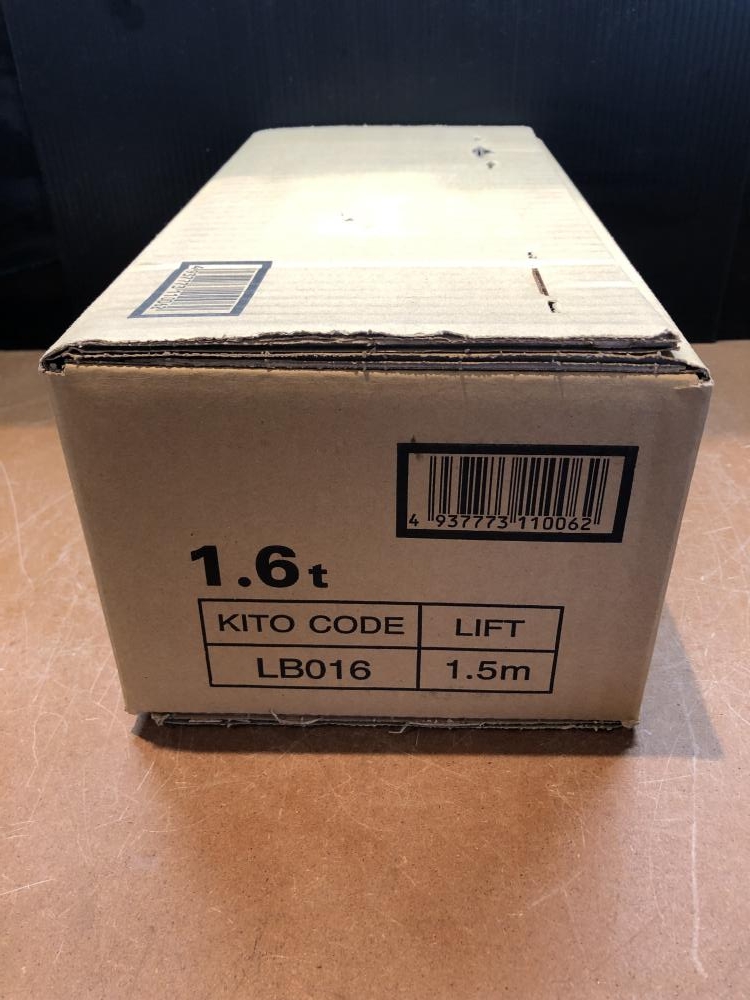 4 937773 110062
1.6t
KITO CODE LIFT
LB016 1.5m